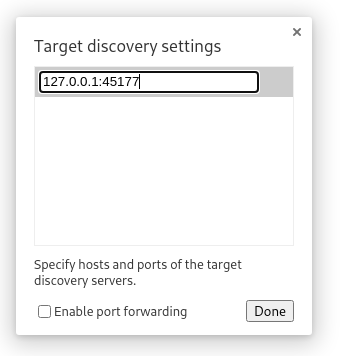 ×
Target discovery settings
127.0.0.1:45177
Specify hosts and ports of the target
discovery servers.
Enable port forwarding
Done